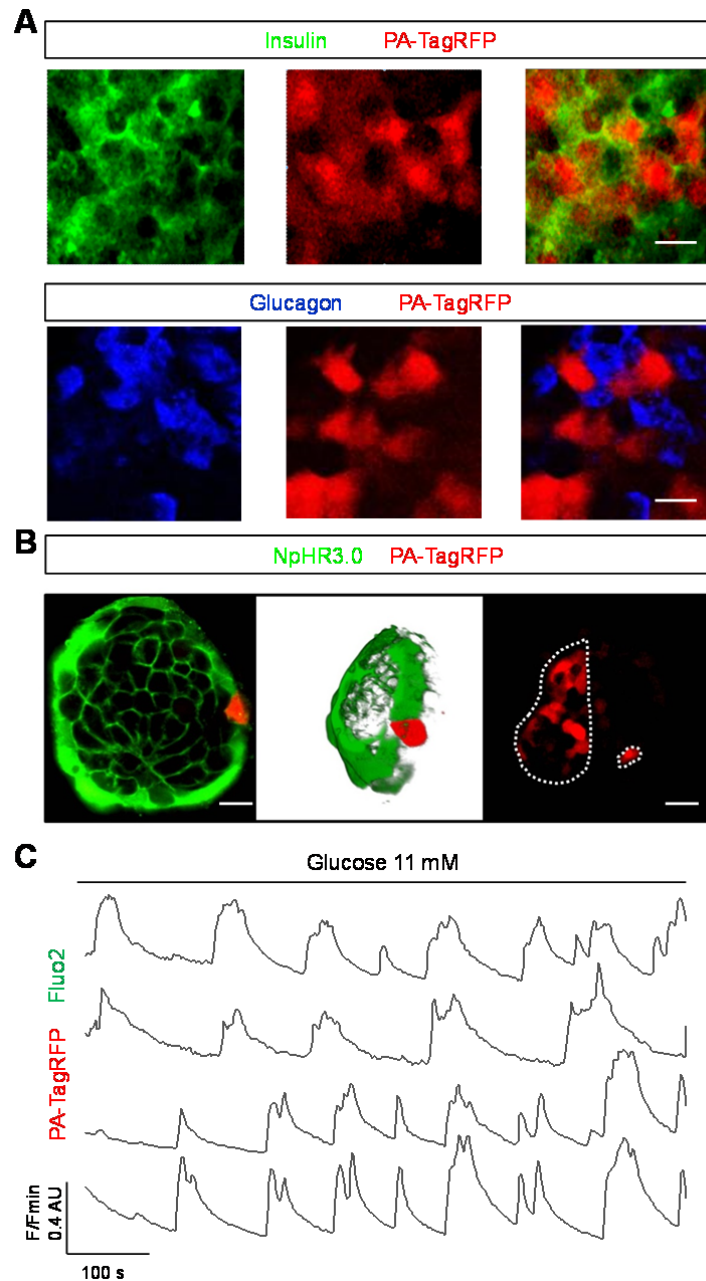 A
Insulin PA-TagRFP
Glucagon PA-TagRFP
B
NpHR3.0 PA-TagRFP
C
Glucose 11 mM
Fluo2
PA-TagRFP
F/Fmin
0.4 AU
100 s